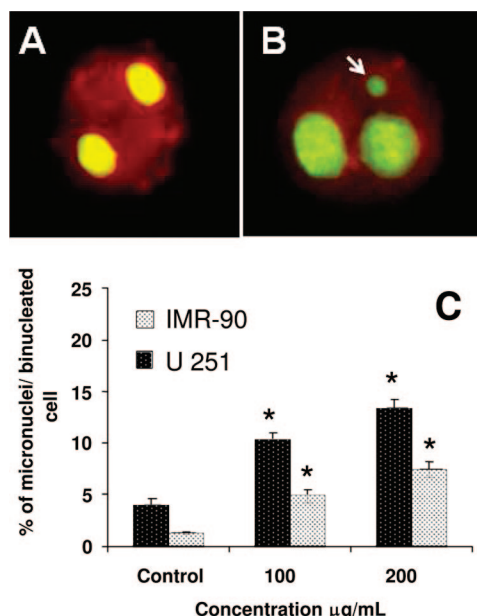 A
B
C
25
20
15
10
5
0
IMR-90
U 251
*
*
*
*
% of micronuclei/ binucleated
cell
Control 100 200
Concentration µg/mL